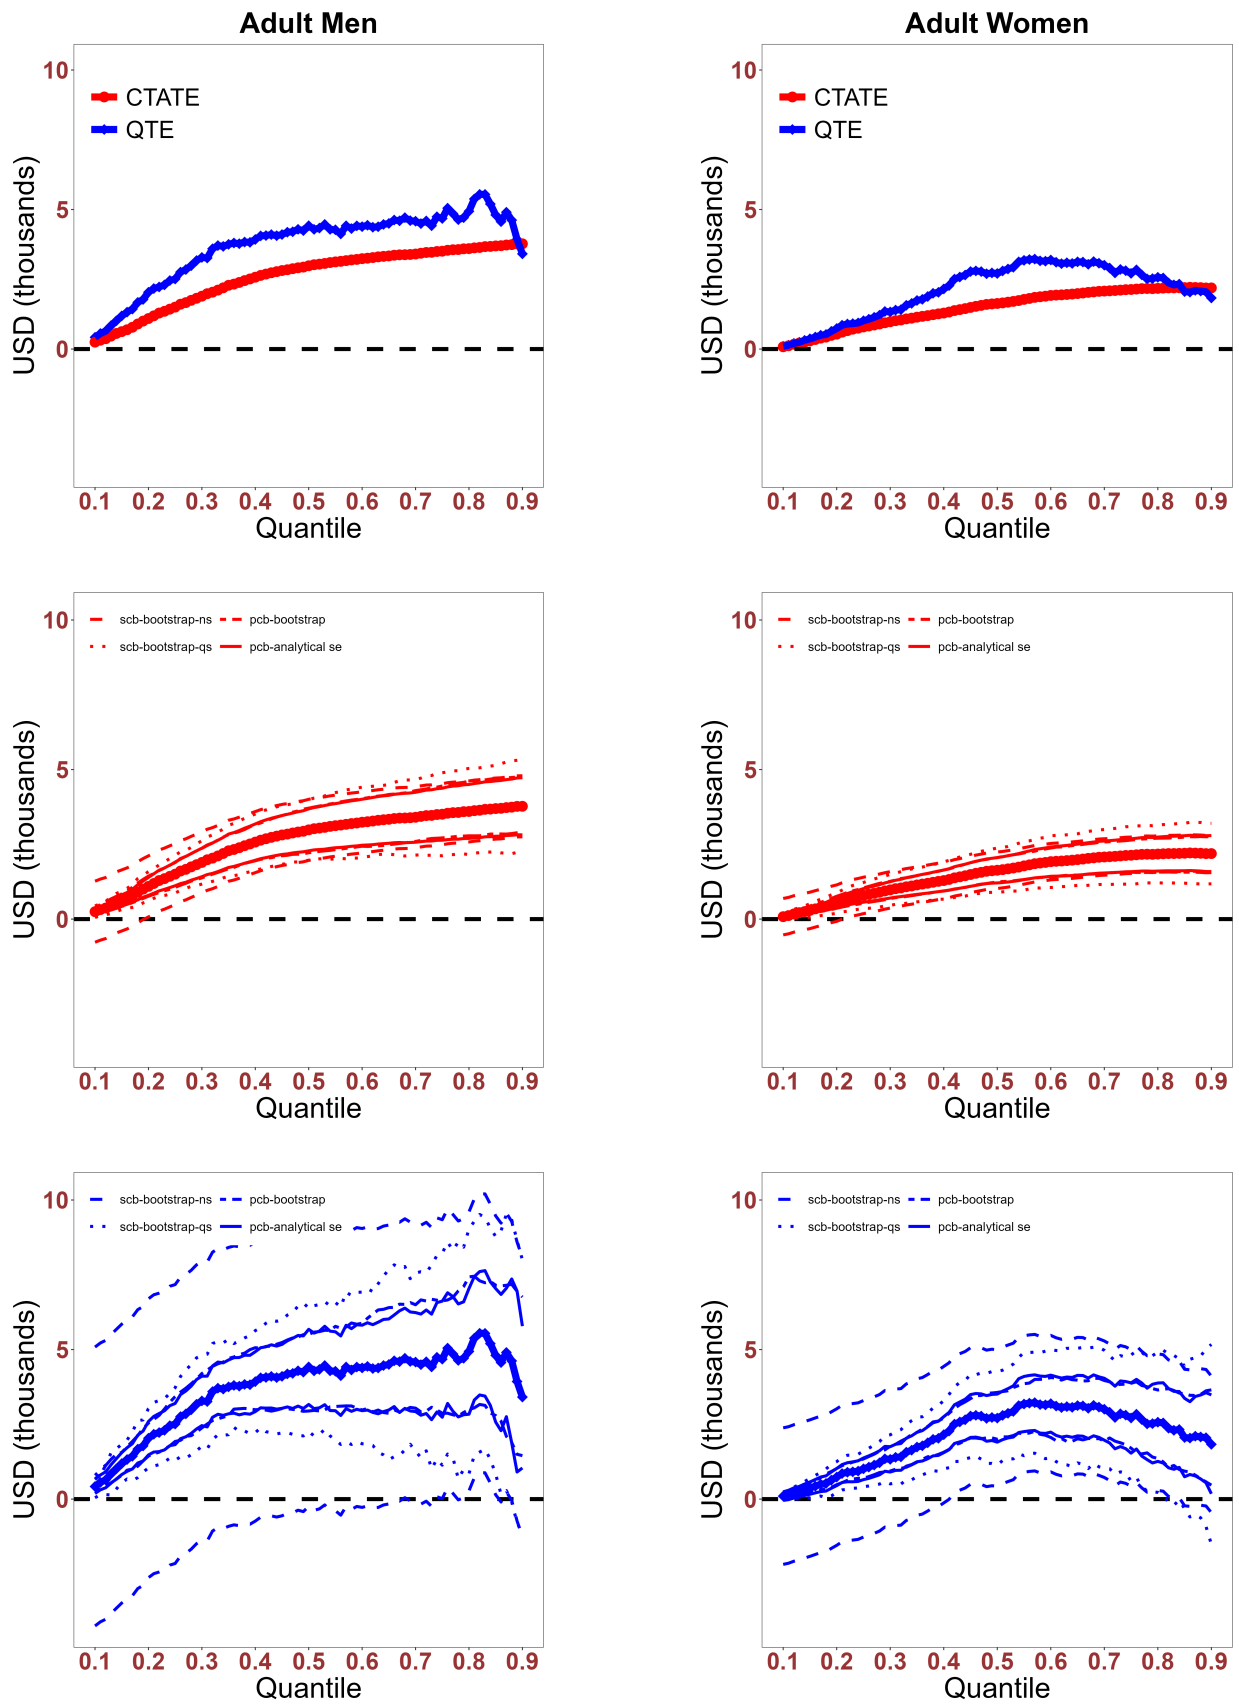 Adult Men
USD (thousands)
10
5
0
CTATE
QTE
0.1 0.2 0.3 0.4 0.5 0.6 0.7 0.8 0.9
Quantile
Adult Women
USD (thousands)
10
5
0
CTATE
QTE
0.1 0.2 0.3 0.4 0.5 0.6 0.7 0.8 0.9
Quantile
USD (thousands)
10
5
0
scb-bootstrap-ns pcb-bootstrap
scb-bootstrap-qs pcb-analytical se
0.1 0.2 0.3 0.4 0.5 0.6 0.7 0.8 0.9
Quantile
USD (thousands)
10
5
0
scb-bootstrap-ns pcb-bootstrap
scb-bootstrap-qs pcb-analytical se
0.1 0.2 0.3 0.4 0.5 0.6 0.7 0.8 0.9
Quantile
USD (thousands)
10
5
0
scb-bootstrap-ns pcb-bootstrap
scb-bootstrap-qs pcb-analytical se
0.1 0.2 0.3 0.4 0.5 0.6 0.7 0.8 0.9
Quantile
USD (thousands)
10
5
0
scb-bootstrap-ns pcb-bootstrap
scb-bootstrap-qs pcb-analytical se
0.1 0.2 0.3 0.4 0.5 0.6 0.7 0.8 0.9
Quantile